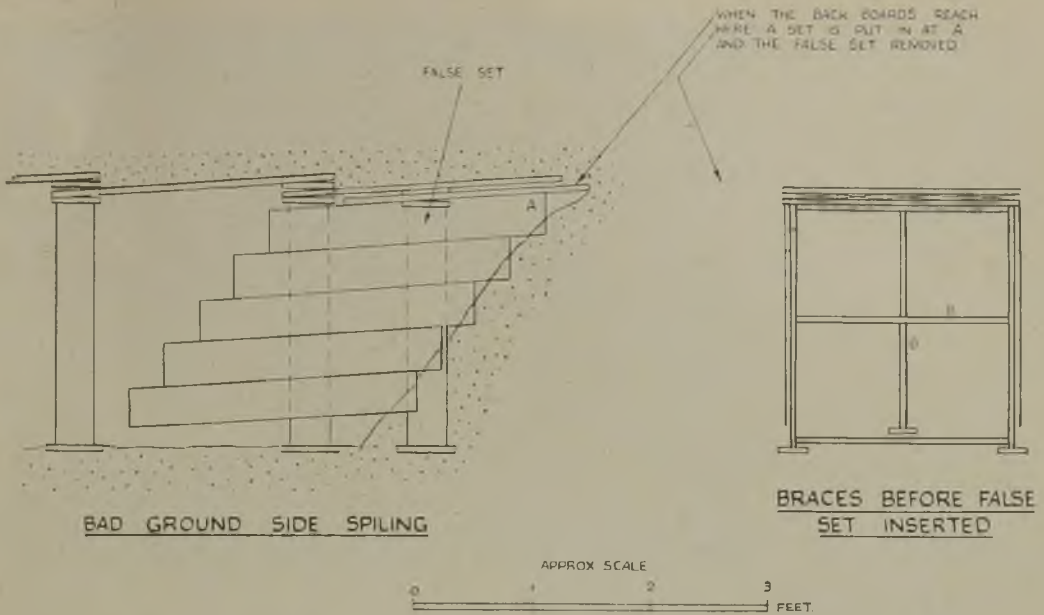 WHEN THE BACK BOARDS REACH
HERE A SET IS PUT IN AT A
AND THE FALSE SET REMOVED
FALSE SET
A
B
BAD GROUND SIDE SPILING
BRACES BEFORE FALSE
SET INSERTED
APPROX SCALE
0 1 2 3
FEET.